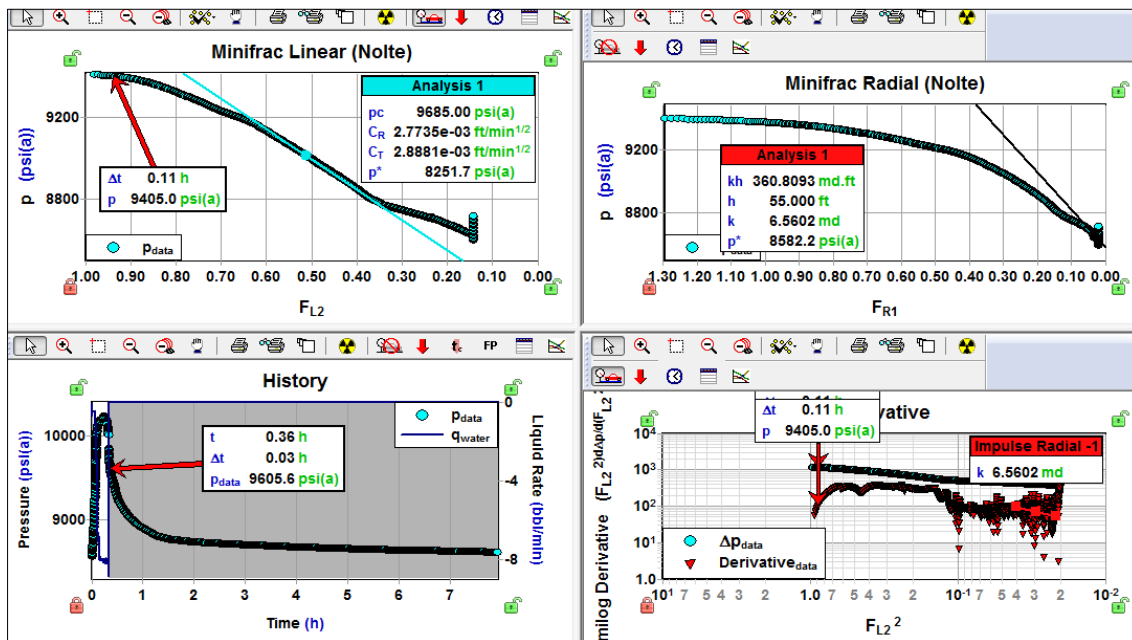 Minifrac Linear (Nolte)
p (psi(a))
9200
8800
Analysis 1
pc 9685.00 psi(a)
CR 2.7735e-03 ft/min1/2
CT 2.8881e-03 ft/min1/2
p* 8251.7 psi(a)
Δt 0.11 h
p 9405.0 psi(a)
pdata
1.00 0.90 0.80 0.70 0.60 0.50 0.40 0.30 0.20 0.10 0.00
FL2
Minifrac Radial (Nolte)
p (psi(a))
9200
8800
Analysis 1
kh 360.8093 md.ft
h 55.000 ft
k 6.5602 md
p* 8582.2 psi(a)
1.30 1.20 1.10 1.00 0.90 0.80 0.70 0.60 0.50 0.40 0.30 0.20 0.10 0.00
FR1
FP
History
Pressure (psi(a))
10000
9000
pdata
qwater
t 0.36 h
Δt 0.03 h
pdata 9605.6 psi(a)
0
-4
-8
Liquid Rate (bbl/min)
0 1 2 3 4 5 6 7
Time (h)
milog Derivative (FL22)dΔp/d(FL2
vative
Δt 0.11 h
p 9405.0 psi(a)
104
103
102
101
1.0
Impulse Radial -1
k 6.5602 md
Δpdata
Derivativedata
101 7 5 4 3 2 1.0 7 5 4 3 2 10-1 7 5 4 3 2 10-2
FL22